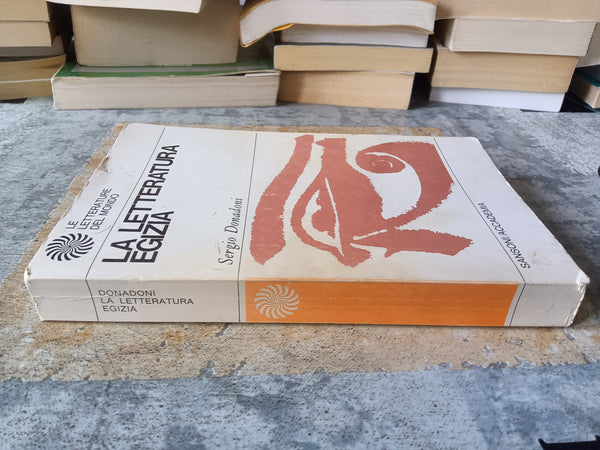 LE
LETTERATURE
DEL MONDO
LA LETTERATURA
EGIZIA
Sergio Donadoni
SANSONI/ACCADEMIA
DONADONI
LA LETTERATURA
EGIZIA